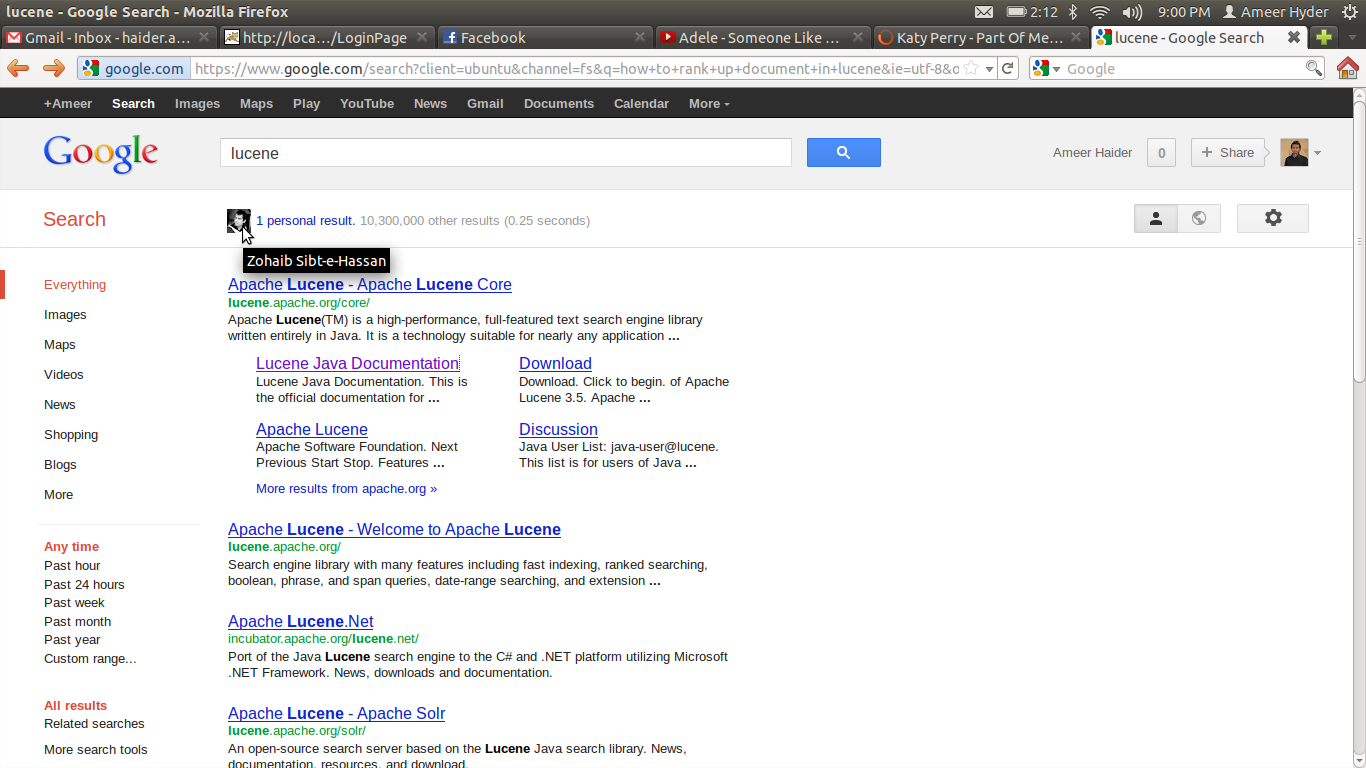 lucene - Google Search - Mozilla Firefox
2:12 9:00 PM Ameer Hyder
Gmail - Inbox - haider.a... http://loca.../LoginPage Facebook Adele - Someone Like ... Katy Perry - Part Of Me... lucene - Google Search
google.com https://www.google.com/search?client=ubuntu&channel=fs&q=how+to+rank+up+document+in+lucene&ie=utf-8&o Google
+Ameer Search Images Maps Play YouTube News Gmail Documents Calendar More
Google lucene Ameer Haider 0 + Share
Search 1 personal result. 10,300,000 other results (0.25 seconds)
Zohaib Sibt-e-Hassan
Everything
Images
Maps
Videos
News
Shopping
Blogs
More
Any time
Past hour
Past 24 hours
Past week
Past month
Past year
Custom range...
All results
Related searches
More search tools
Apache Lucene - Apache Lucene Core
lucene.apache.org/core/
Apache Lucene(TM) is a high-performance, full-featured text search engine library
written entirely in Java. It is a technology suitable for nearly any application ...
Lucene Java Documentation
Lucene Java Documentation. This is
the official documentation for ...
Download
Download. Click to begin. of Apache
Lucene 3.5. Apache ...
Apache Lucene
Apache Software Foundation. Next
Previous Start Stop. Features ...
Discussion
Java User List: java-user@lucene.
This list is for users of Java ...
More results from apache.org »
Apache Lucene - Welcome to Apache Lucene
lucene.apache.org/
Search engine library with many features including fast indexing, ranked searching,
boolean, phrase, and span queries, date-range searching, and extension ...
Apache Lucene.Net
incubator.apache.org/lucene.net/
Port of the Java Lucene search engine to the C# and .NET platform utilizing Microsoft
.NET Framework. News, downloads and documentation.
Apache Lucene - Apache Solr
lucene.apache.org/solr/
An open-source search server based on the Lucene Java search library. News,
documentation, resources, and download.